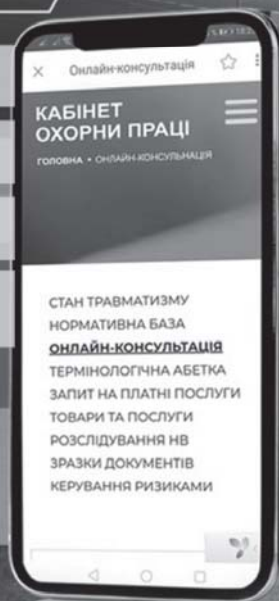 Онлайн-консультація
КАБІНЕТ
ОХОРНИ ПРАЦІ
ГОЛОВНА • ОНЛАЙН-КОНСУЛЬНАЦІЯ
СТАН ТРАВМАТИЗМУ
НОРМАТИВНА БАЗА
ОНЛАЙН-КОНСУЛЬТАЦІЯ
ТЕРМІНОЛОГІЧНА АБЕТКА
ЗАПИТ НА ПЛАТНІ ПОСЛУГИ
ТОВАРИ ТА ПОСЛУГИ
РОЗСЛІДУВАННЯ НВ
ЗРАЗКИ ДОКУМЕНТІВ
КЕРУВАННЯ РИЗИКАМИ